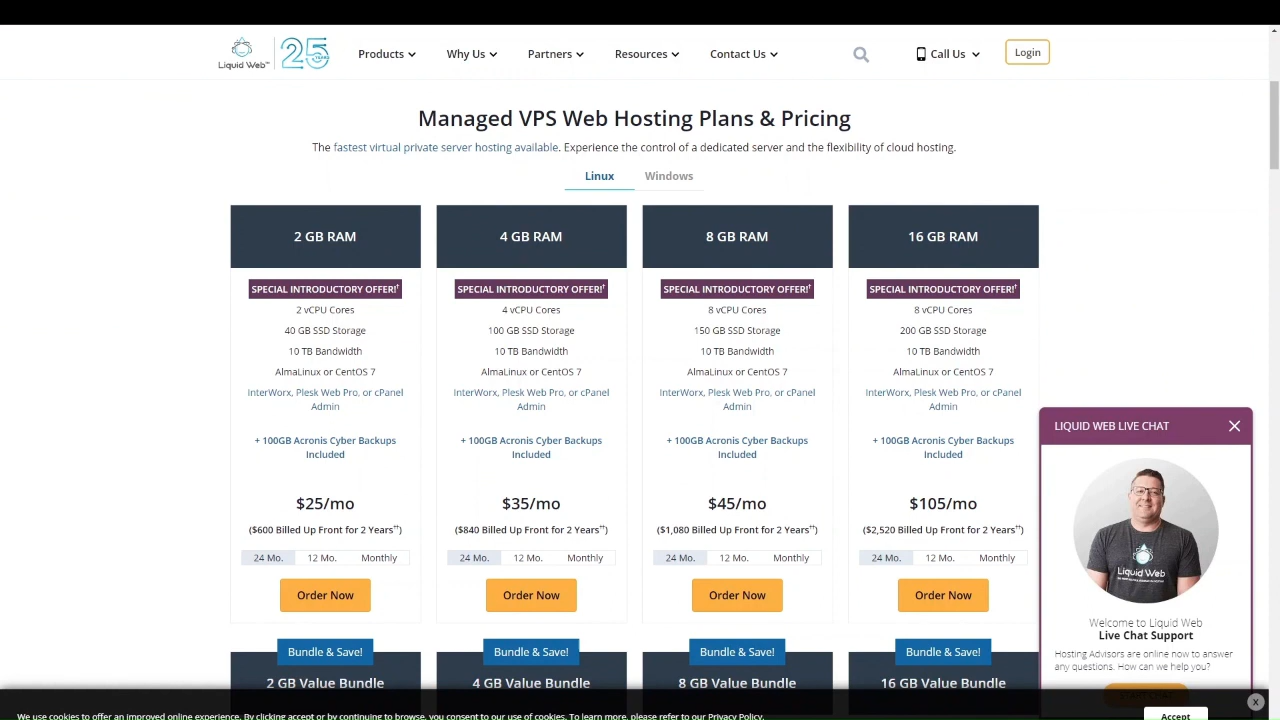 Liquid Web™ 25 YEARS Products Why Us Partners Resources Contact Us Call Us Login
Managed VPS Web Hosting Plans & Pricing
The fastest virtual private server hosting available. Experience the control of a dedicated server and the flexibility of cloud hosting.
Linux Windows
2 GB RAM
SPECIAL INTRODUCTORY OFFER!†
2 vCPU Cores
40 GB SSD Storage
10 TB Bandwidth
AlmaLinux or CentOS 7
InterWorx, Plesk Web Pro, or cPanel
Admin
+ 100GB Acronis Cyber Backups
Included
$25/mo
($600 Billed Up Front for 2 Years††)
24 Mo. 12 Mo. Monthly
Order Now
4 GB RAM
SPECIAL INTRODUCTORY OFFER!†
4 vCPU Cores
100 GB SSD Storage
10 TB Bandwidth
AlmaLinux or CentOS 7
InterWorx, Plesk Web Pro, or cPanel
Admin
+ 100GB Acronis Cyber Backups
Included
$35/mo
($840 Billed Up Front for 2 Years††)
24 Mo. 12 Mo. Monthly
Order Now
8 GB RAM
SPECIAL INTRODUCTORY OFFER!†
8 vCPU Cores
150 GB SSD Storage
10 TB Bandwidth
AlmaLinux or CentOS 7
InterWorx, Plesk Web Pro, or cPanel
Admin
+ 100GB Acronis Cyber Backups
Included
$45/mo
($1,080 Billed Up Front for 2 Years††)
24 Mo. 12 Mo. Monthly
Order Now
16 GB RAM
SPECIAL INTRODUCTORY OFFER!†
8 vCPU Cores
200 GB SSD Storage
10 TB Bandwidth
AlmaLinux or CentOS 7
InterWorx, Plesk Web Pro, or cPanel
Admin
+ 100GB Acronis Cyber Backups
Included
$105/mo
($2,520 Billed Up Front for 2 Years††)
24 Mo. 12 Mo. Monthly
Order Now
Bundle & Save!
2 GB Value Bundle
Bundle & Save!
4 GB Value Bundle
Bundle & Save!
8 GB Value Bundle
Bundle & Save!
16 GB Value Bundle
LIQUID WEB LIVE CHAT
Liquid Web
Welcome to Liquid Web
Live Chat Support
Hosting Advisors are online now to answer
any questions. How can we help you?
We use cookies to offer an improved online experience. By clicking accept or by continuing to browse, you consent to our use of cookies. To learn more, please refer to our Privacy Policy.
Accept
x